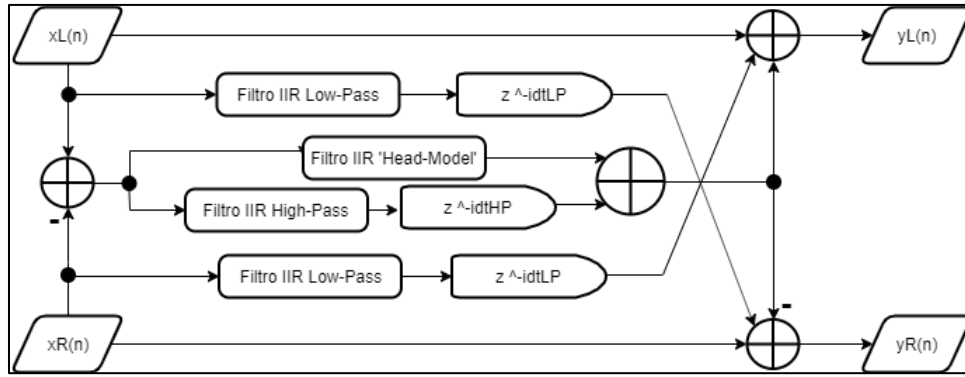 xL(n)
yL(n)
Filtro IIR Low-Pass
z ^-idtLP
Filtro IIR 'Head-Model'
Filtro IIR High-Pass
z ^-idtHP
-
Filtro IIR Low-Pass
z ^-idtLP
-
xR(n)
yR(n)